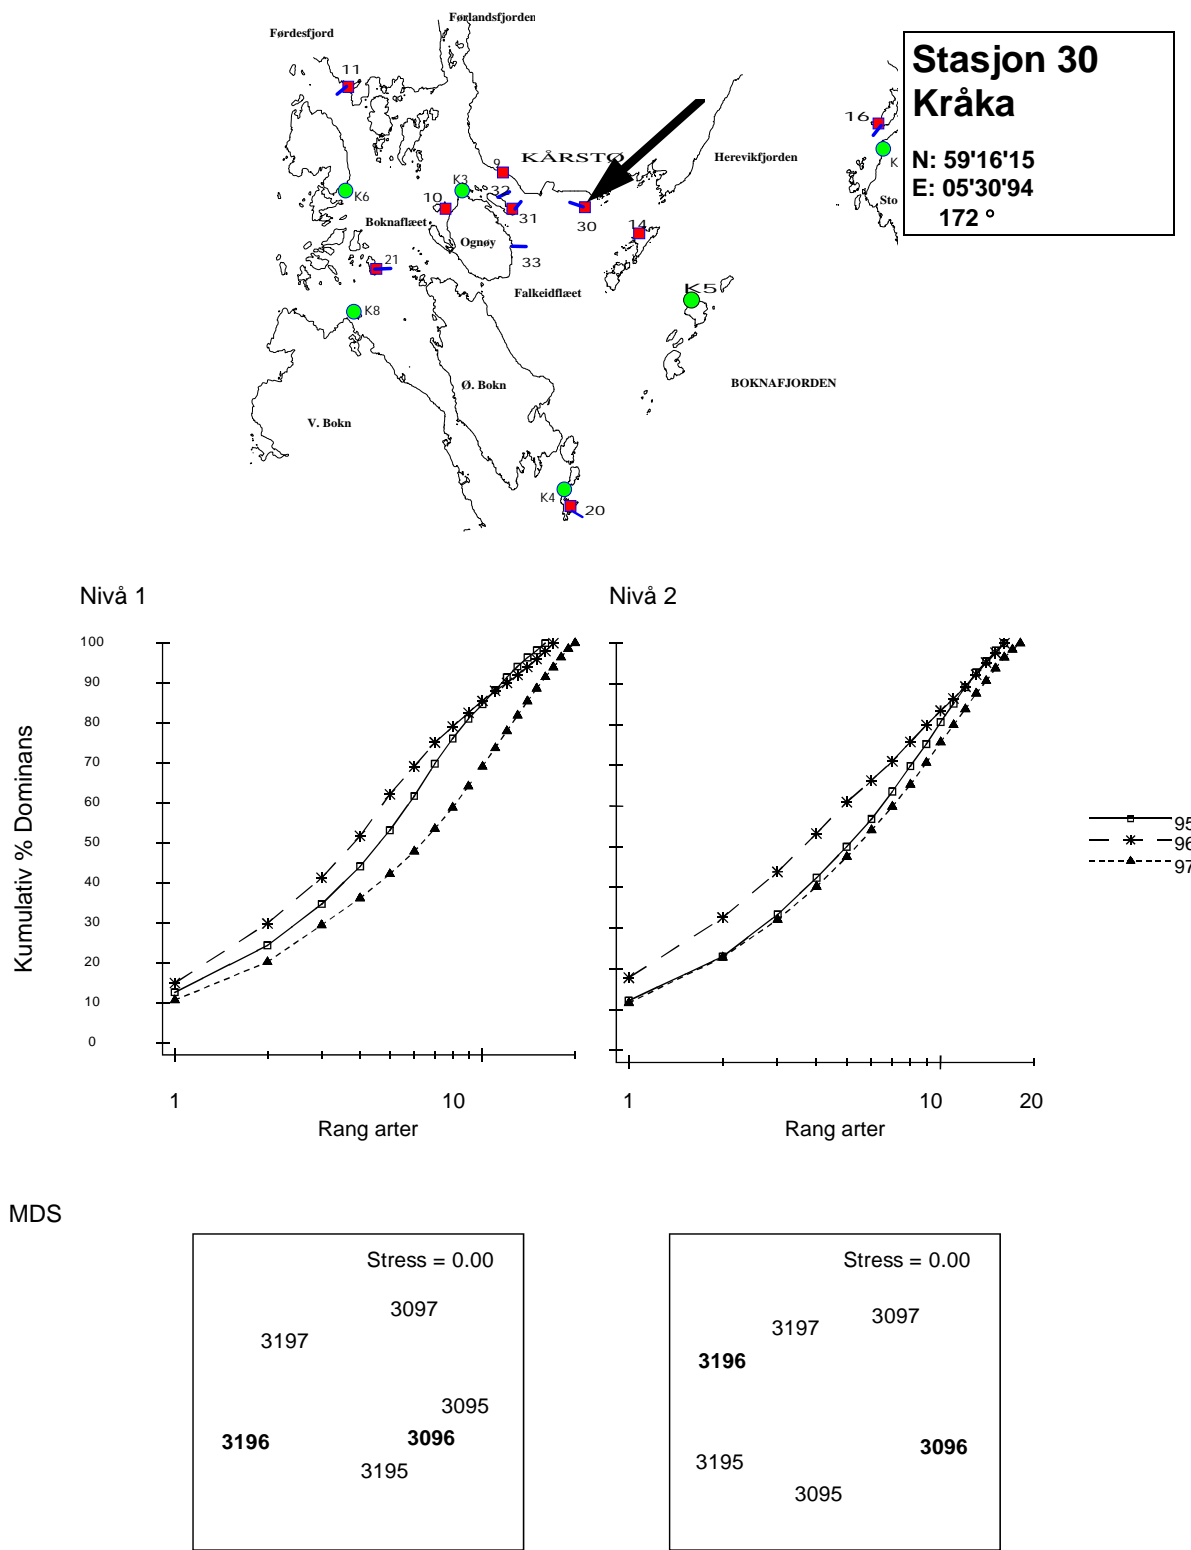 Førlandsfjorden
Førdesfjord
11
Stasjon 30
Kråka
N: 59'16'15
E: 05'30'94
172 °
16
K
Sto
9
KÅRSTØ
Herevikfjorden
K3
32
K6
10
31
30
14
Boknaflæet
Ognøy
33
21
Falkeidflæet
K5
K8
Ø. Bokn
BOKNAFJORDEN
V. Bokn
K4
20
Nivå 1
Nivå 2
Kumulativ % Dominans
100
90
80
70
60
50
40
30
20
10
0
95
96
97
1
10
1
10
20
Rang arter
Rang arter
MDS
Stress = 0.00
3097
3197
3095
3196
3096
3195
Stress = 0.00
3097
3197
3196
3096
3195
3095